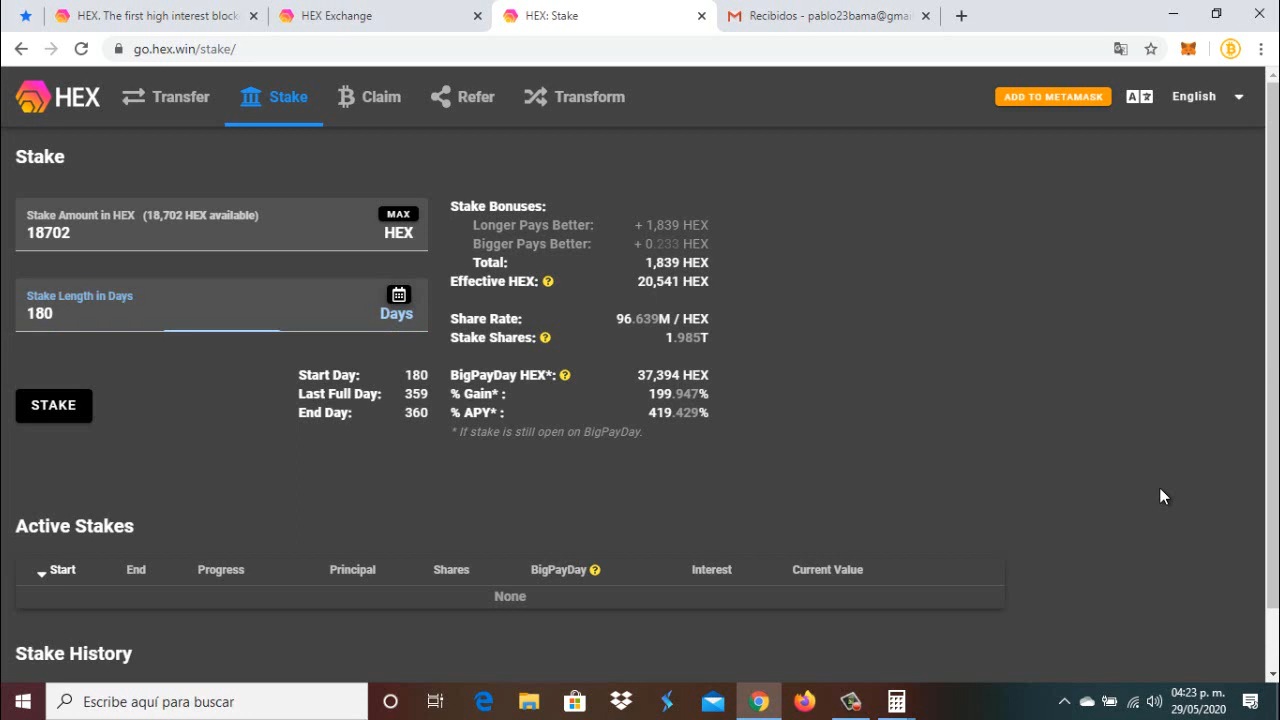 HEX. The first high interest block
HEX Exchange
HEX: Stake
Recibidos - pablo23bama@gmai
go.hex.win/stake/
HEX
Transfer
Stake
Claim
Refer
Transform
ADD TO METAMASK
English
Stake
Stake Amount in HEX (18,702 HEX available)
MAX
18702
HEX
Stake Length in Days
180
Days
Start Day: 180
Last Full Day: 359
End Day: 360
STAKE
Stake Bonuses:
Longer Pays Better: + 1,839 HEX
Bigger Pays Better: + 0.233 HEX
Total: 1,839 HEX
Effective HEX: ? 20,541 HEX
Share Rate: 96.639M / HEX
Stake Shares: ? 1.985T
BigPayDay HEX*: ? 37,394 HEX
% Gain* : 199.947%
% APY* : 419.429%
* If stake is still open on BigPayDay.
Active Stakes
Start End Progress Principal Shares BigPayDay ? Interest Current Value
None
Stake History
Escribe aquí para buscar
04:23 p. m.
29/05/2020